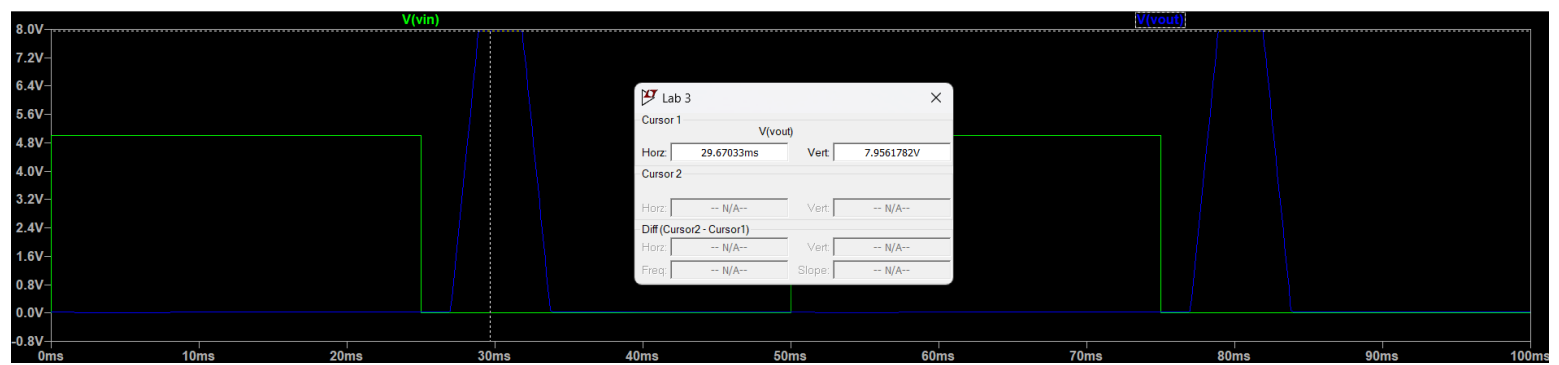 V(vin) V(vout)
8.0V
7.2V
6.4V
5.6V
4.8V
4.0V
3.2V
2.4V
1.6V
0.8V
0.0V
-0.8V
0ms 10ms 20ms 30ms 40ms 50ms 60ms 70ms 80ms 90ms 100ms
Lab 3
Cursor 1
V(vout)
Horz: 29.67033ms Vert: 7.9561782V
Cursor 2
Horz: -- N/A-- Vert: -- N/A--
Diff (Cursor2 - Cursor1)
Horz: -- N/A-- Vert: -- N/A--
Freq: -- N/A-- Slope: -- N/A--